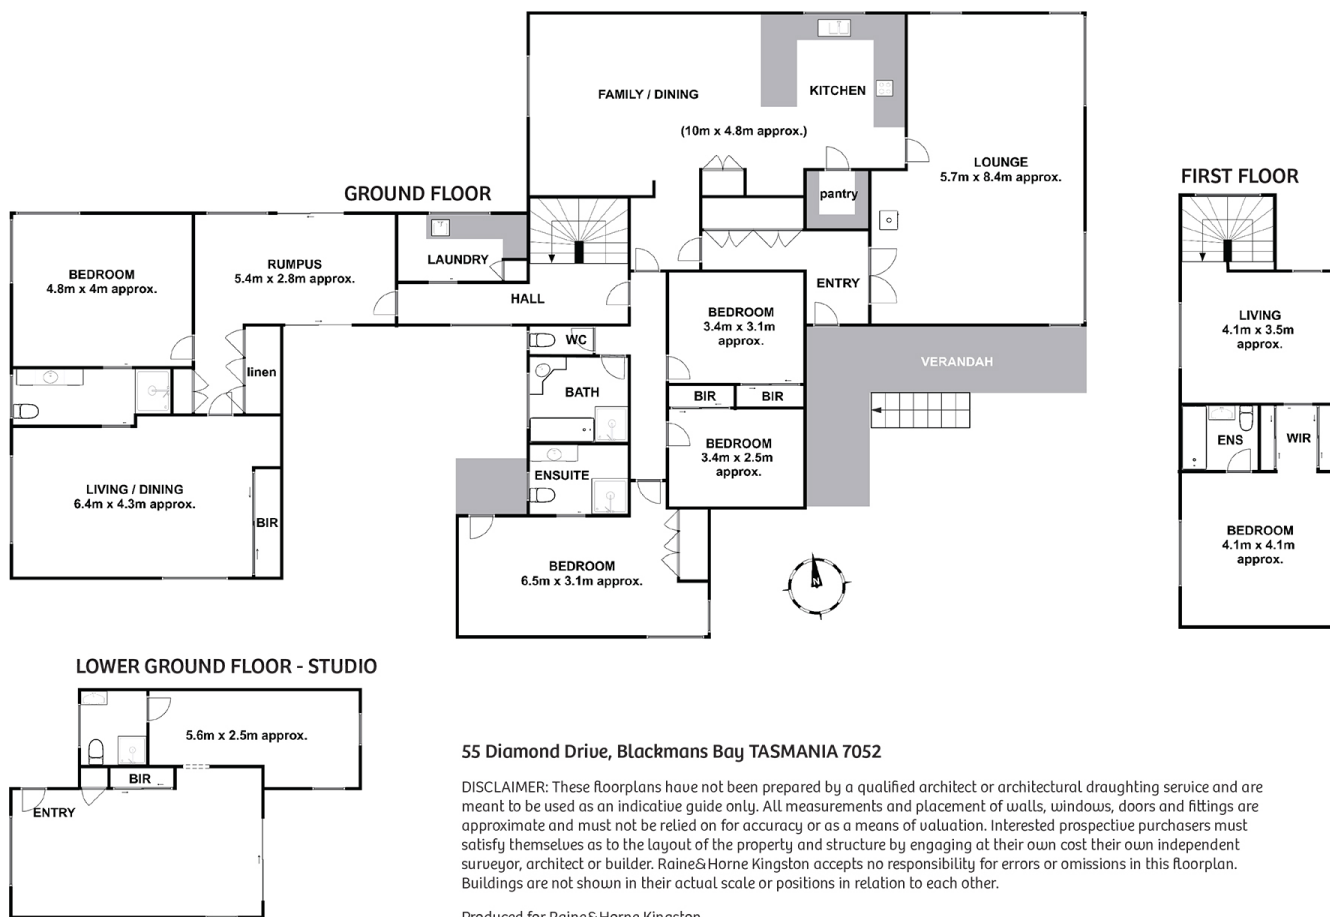 FAMILY / DINING
(10m x 4.8m approx.)
KITCHEN
LOUNGE
5.7m x 8.4m approx.
pantry
GROUND FLOOR
FIRST FLOOR
BEDROOM
4.8m x 4m approx.
RUMPUS
5.4m x 2.8m approx.
LAUNDRY
HALL
ENTRY
BEDROOM
3.4m x 3.1m
approx.
LIVING
4.1m x 3.5m
approx.
WC
linen
BATH
BIR
BIR
VERANDAH
BEDROOM
3.4m x 2.5m
approx.
ENS
WIR
ENSUITE
LIVING / DINING
6.4m x 4.3m approx.
BIR
BEDROOM
6.5m x 3.1m approx.
N
BEDROOM
4.1m x 4.1m
approx.
LOWER GROUND FLOOR - STUDIO
5.6m x 2.5m approx.
BIR
ENTRY
55 Diamond Drive, Blackmans Bay TASMANIA 7052
DISCLAIMER: These floorplans have not been prepared by a qualified architect or architectural draughting service and are
meant to be used as an indicative guide only. All measurements and placement of walls, windows, doors and fittings are
approximate and must not be relied on for accuracy or as a means of valuation. Interested prospective purchasers must
satisfy themselves as to the layout of the property and structure by engaging at their own cost their own independent
surveyor, architect or builder. Raine&Horne Kingston accepts no responsibility for errors or omissions in this floorplan.
Buildings are not shown in their actual scale or positions in relation to each other.
Produced for Raine&Horne Kingston